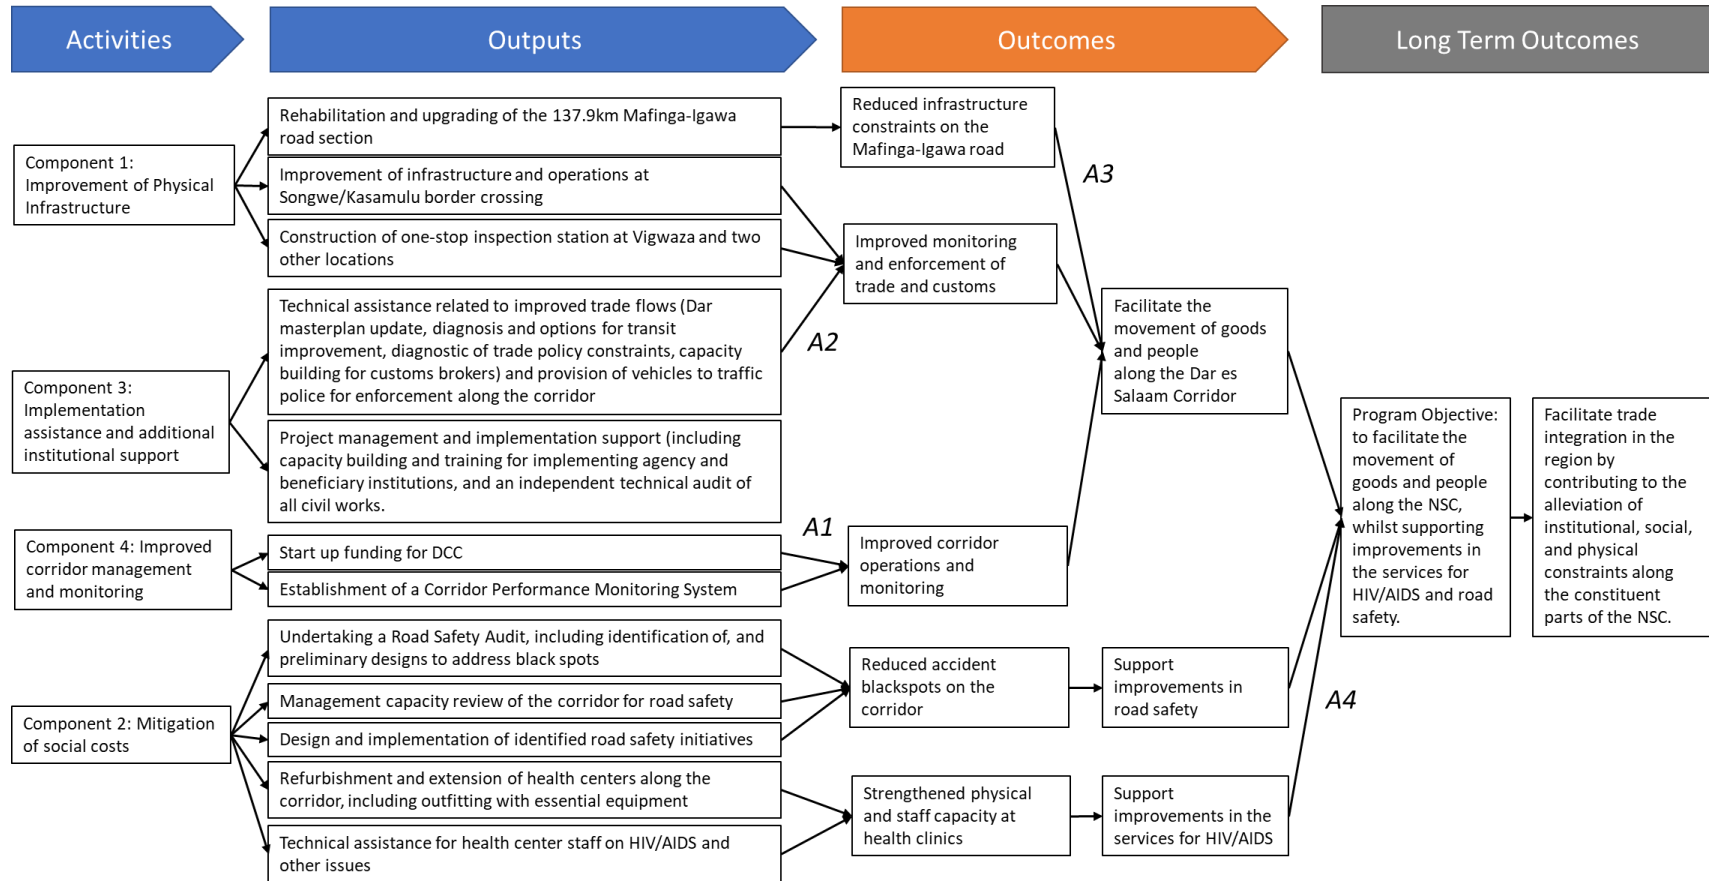 Activities
Outputs
Outcomes
Long Term Outcomes
Component 1:
Improvement of Physical
Infrastructure
Component 3:
Implementation
assistance and additional
institutional support
Component 4: Improved
corridor management
and monitoring
Component 2: Mitigation
of social costs
Rehabilitation and upgrading of the 137.9km Mafinga-Igawa
road section
Improvement of infrastructure and operations at
Songwe/Kasamulu border crossing
Construction of one-stop inspection station at Vigwaza and two
other locations
Technical assistance related to improved trade flows (Dar
masterplan update, diagnosis and options for transit
improvement, diagnostic of trade policy constraints, capacity
building for customs brokers) and provision of vehicles to traffic
police for enforcement along the corridor
Project management and implementation support (including
capacity building and training for implementing agency and
beneficiary institutions, and an independent technical audit of
all civil works.
Start up funding for DCC
Establishment of a Corridor Performance Monitoring System
Undertaking a Road Safety Audit, including identification of, and
preliminary designs to address black spots
Management capacity review of the corridor for road safety
Design and implementation of identified road safety initiatives
Refurbishment and extension of health centers along the
corridor, including outfitting with essential equipment
Technical assistance for health center staff on HIV/AIDS and
other issues
A2
A1
Reduced infrastructure
constraints on the
Mafinga-Igawa road
Improved monitoring
and enforcement of
trade and customs
Improved corridor
operations and
monitoring
Reduced accident
blackspots on the
corridor
Strengthened physical
and staff capacity at
health clinics
A3
Facilitate the
movement of goods
and people
along the Dar es
Salaam Corridor
Support
improvements in
road safety
Support
improvements in the
services for HIV/AIDS
A4
Program Objective:
to facilitate the
movement of
goods and people
along the NSC,
whilst supporting
improvements in
the services for
HIV/AIDS and road
safety.
Facilitate trade
integration in the
region by
contributing to the
alleviation of
institutional, social,
and physical
constraints along
the constituent
parts of the NSC.